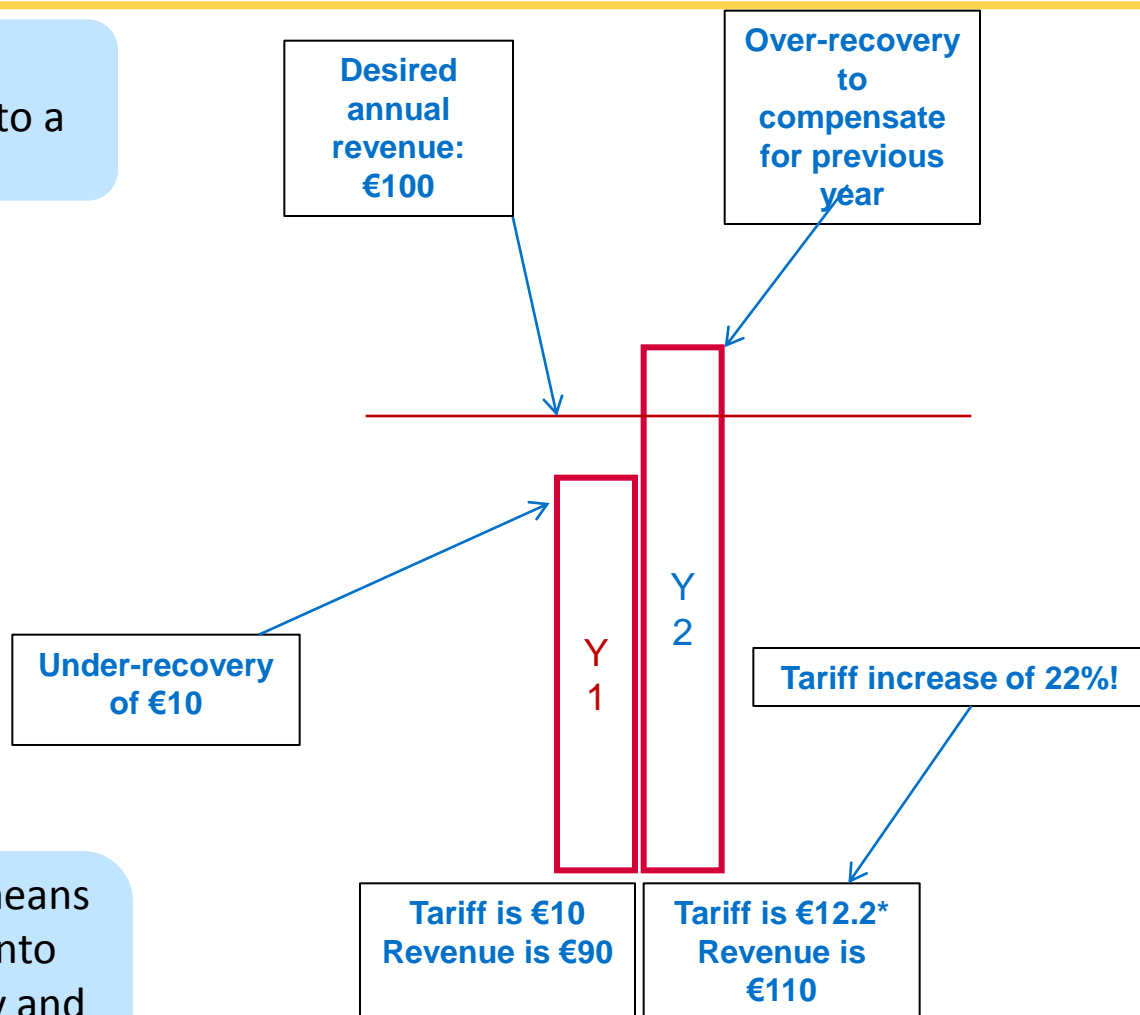 to a
Desired
annual
revenue:
€100
Over-recovery
to
compensate
for previous
year
Y
1
Y
2
Under-recovery
of €10
Tariff increase of 22%!
means
nto
y and
Tariff is €10
Revenue is €90
Tariff is €12.2*
Revenue is
€110